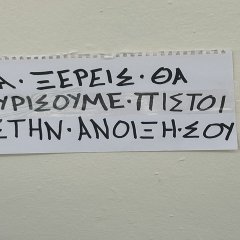 Α · ΞΕΡΕΙΣ · ΘΑ
ΥΡΙΣΟΥΜΕ · ΠΙΣΤΟΙ
ΣΤΗΝ · ΑΝΟΙΞΗ · ΣΟΥ